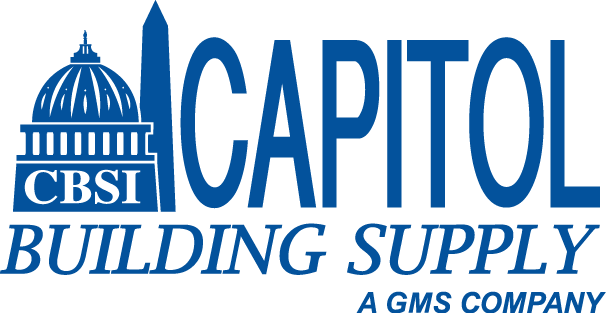 CBSI
CAPITOL
BUILDING SUPPLY
A GMS COMPANY